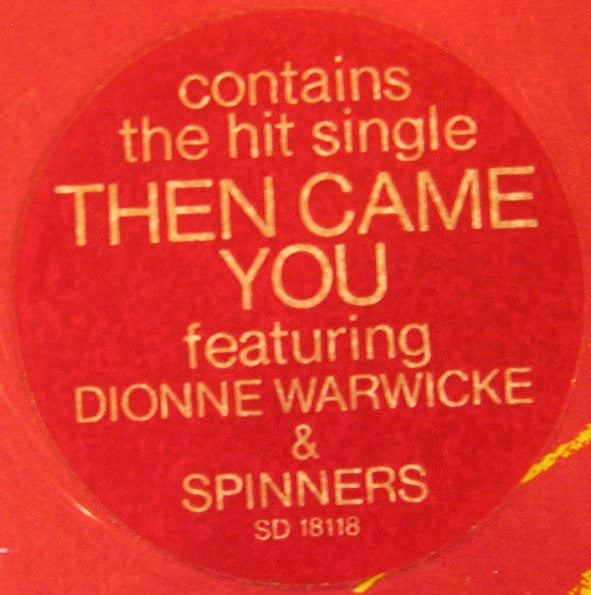 contains
the hit single
THEN CAME
YOU
featuring
DIONNE WARWICKE
&
SPINNERS
SD 18118